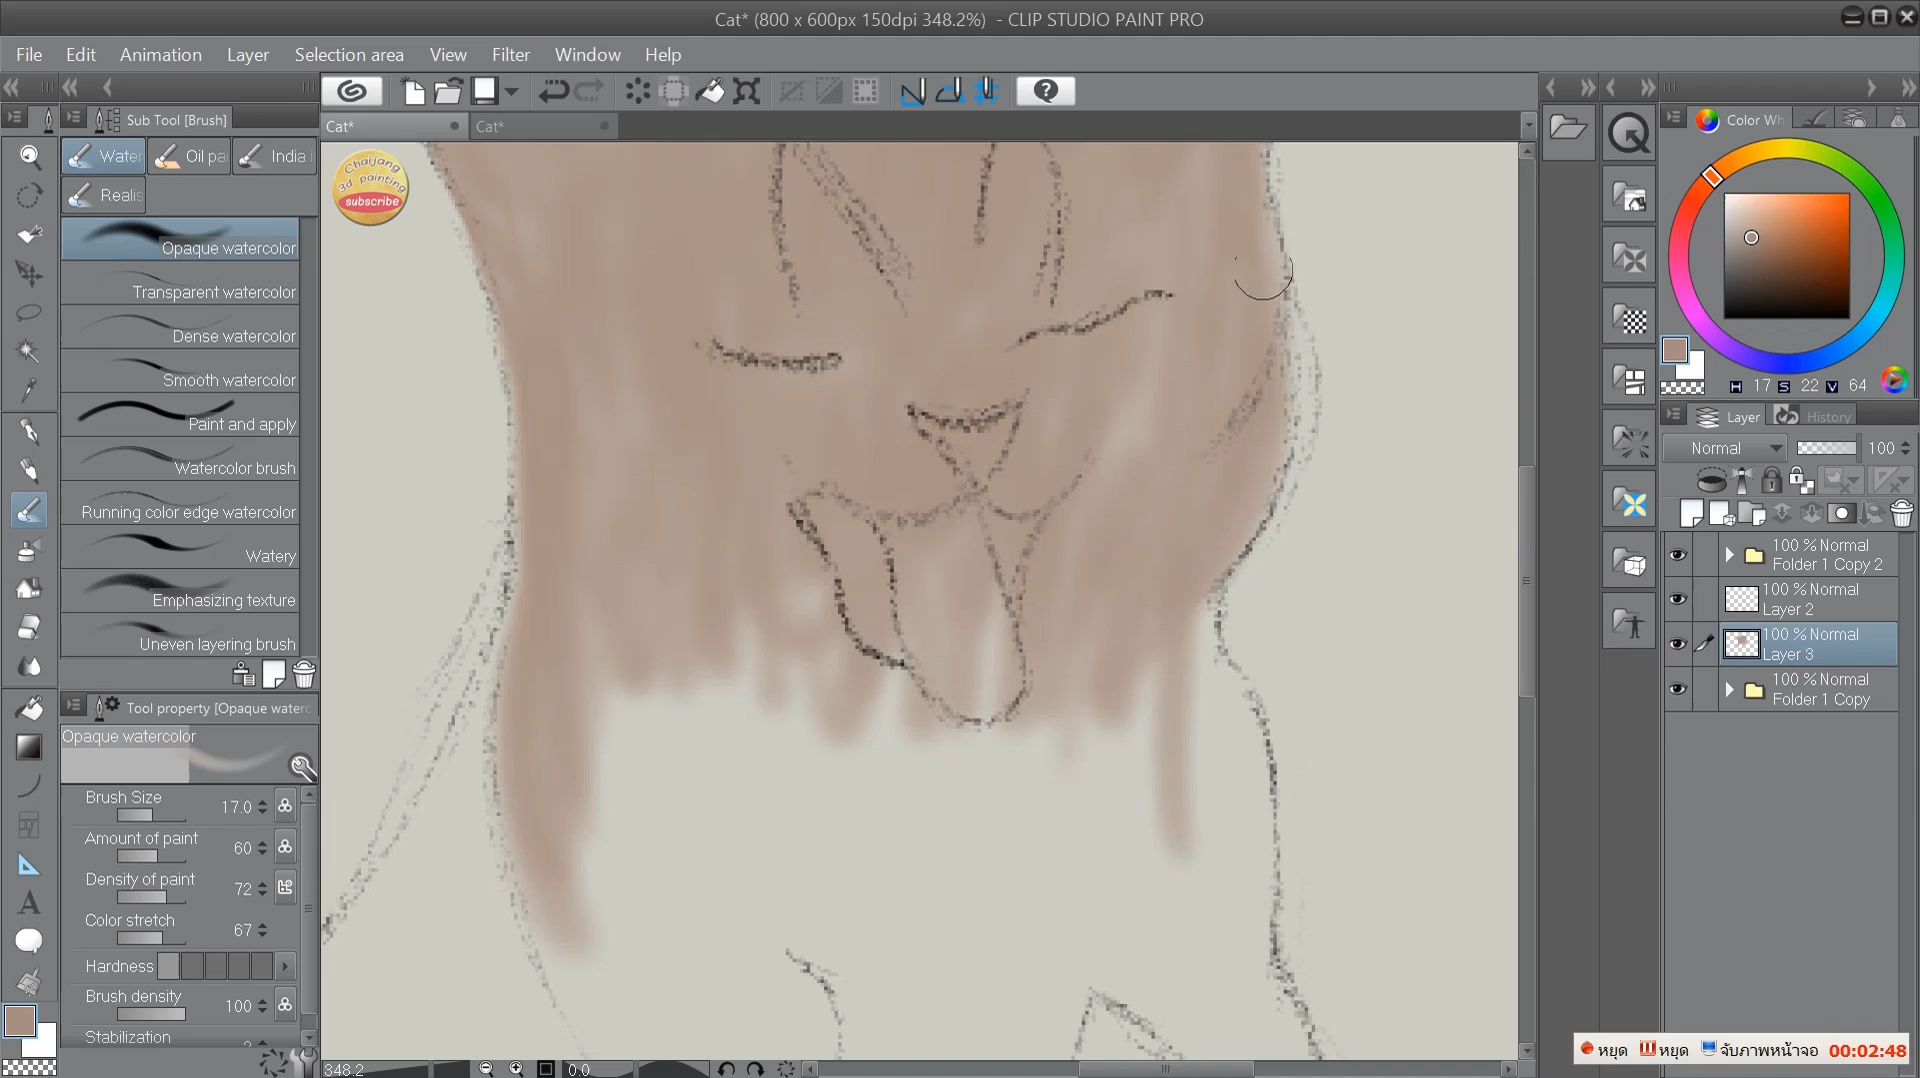 Cat* (800 x 600px 150dpi 348.2%)  - CLIP STUDIO PAINT PRO
File Edit Animation Layer Selection area View Filter Window Help
Sub Tool [Brush]
Water Oil pa India i
Realis
Opaque watercolor
Transparent watercolor
Dense watercolor
Smooth watercolor
Paint and apply
Watercolor brush
Running color edge watercolor
Watery
Emphasizing texture
Uneven layering brush
Tool property [Opaque waterc
Opaque watercolor
Brush Size 17.0
Amount of paint 60
Density of paint 72
Color stretch 67
Hardness
Brush density 100
Stabilization
Cat* Cat*
Chaijang
3d painting
subscribe
348.2 0.0
Color Wh
H 17 S 22 V 64
Layer History
Normal 100
100 % Normal
Folder 1 Copy 2
100 % Normal
Layer 2
100 % Normal
Layer 3
100 % Normal
Folder 1 Copy
หยุด หยุด จับภาพหน้าจอ 00:02:48